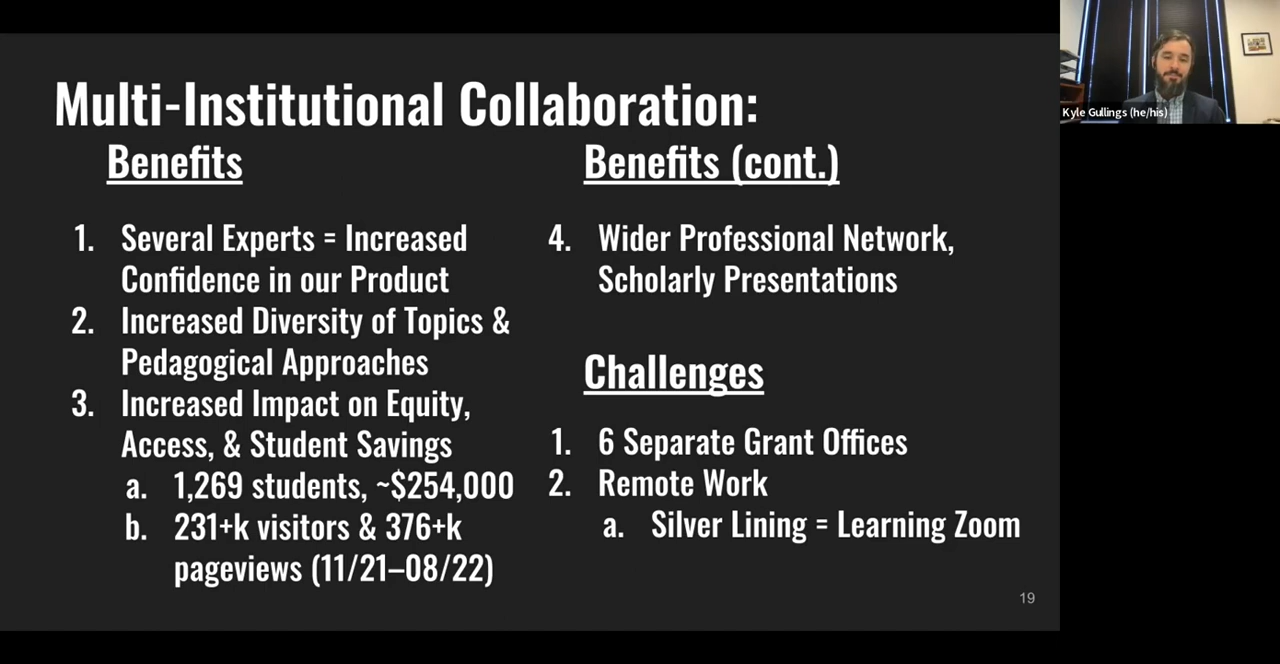 Multi-Institutional Collaboration:
Benefits
1. Several Experts = Increased
Confidence in our Product
2. Increased Diversity of Topics &
Pedagogical Approaches
3. Increased Impact on Equity,
Access, & Student Savings
a. 1,269 students, ~$254,000
b. 231+k visitors & 376+k
pageviews (11/21–08/22)
Benefits (cont.)
4. Wider Professional Network,
Scholarly Presentations
Challenges
1. 6 Separate Grant Offices
2. Remote Work
a. Silver Lining = Learning Zoom
19
Kyle Gullings (he/his)